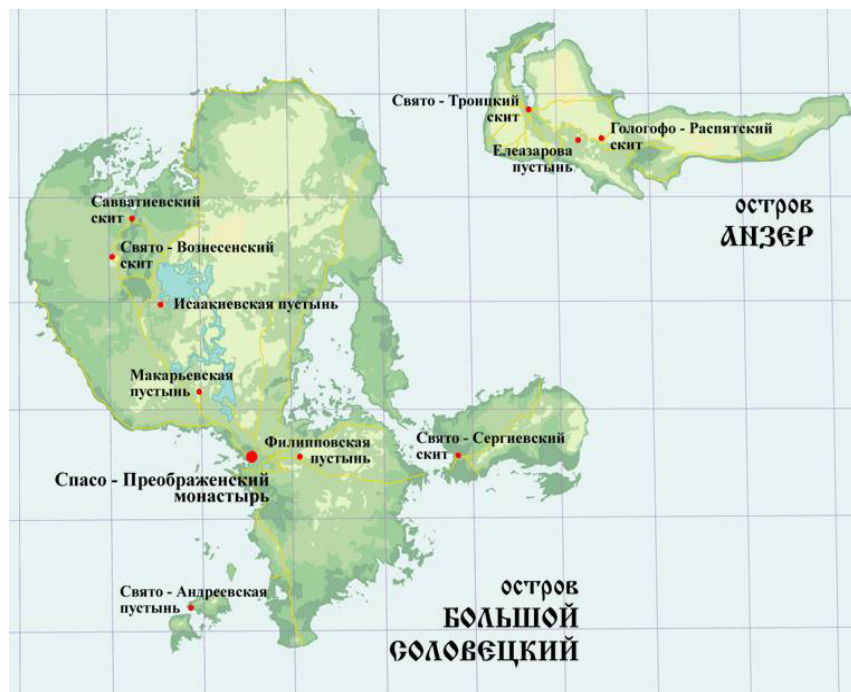 Свято - Троицкий
скит
Гологофо - Распятский
скит
Елеазарова
пустынь
остров
АНЗЕР
Савватиевский
скит
Свято - Вознесенский
скит
Исаакиевская пустынь
Макарьевская
пустынь
Филипповская
пустынь
Свято - Сергиевский
скит
Спасо - Преображенский
монастырь
Свято - Андреевская
пустынь
остров
БОЛЬШОЙ
СОЛОВЕЦКИЙ